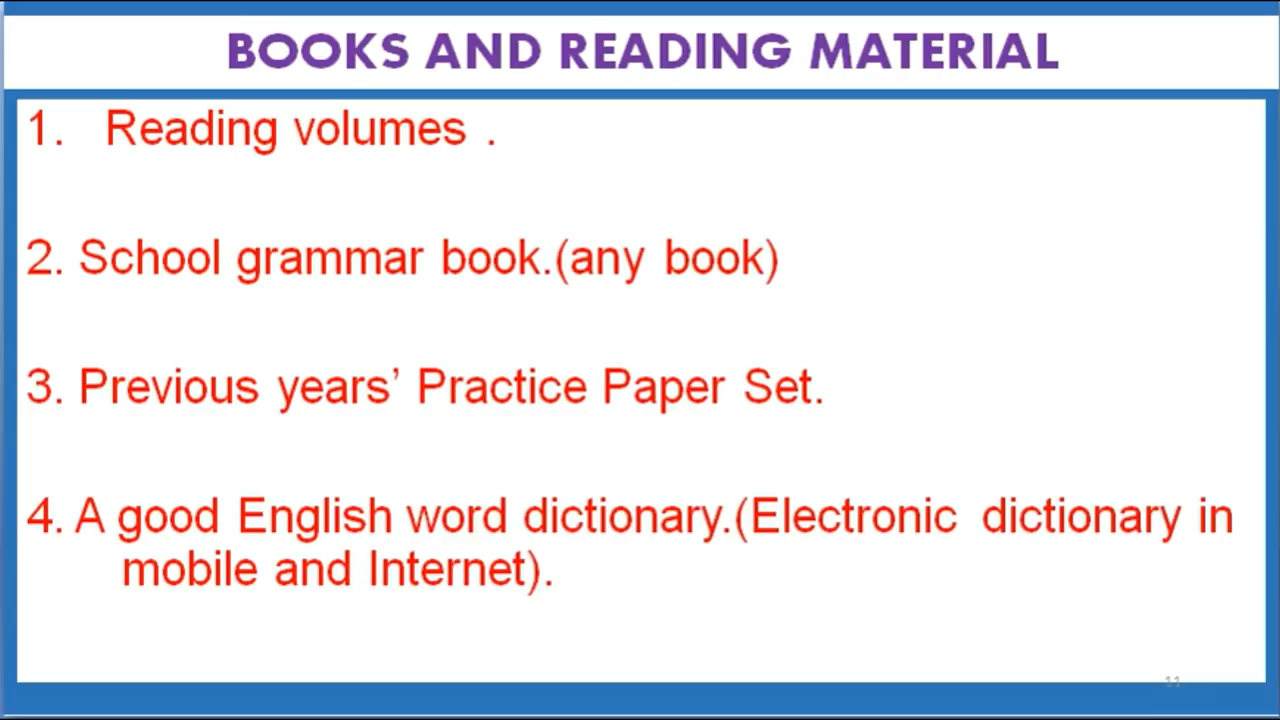 BOOKS AND READING MATERIAL
1. Reading volumes .
2. School grammar book.(any book)
3. Previous years’ Practice Paper Set.
4. A good English word dictionary.(Electronic dictionary in
mobile and Internet).
11